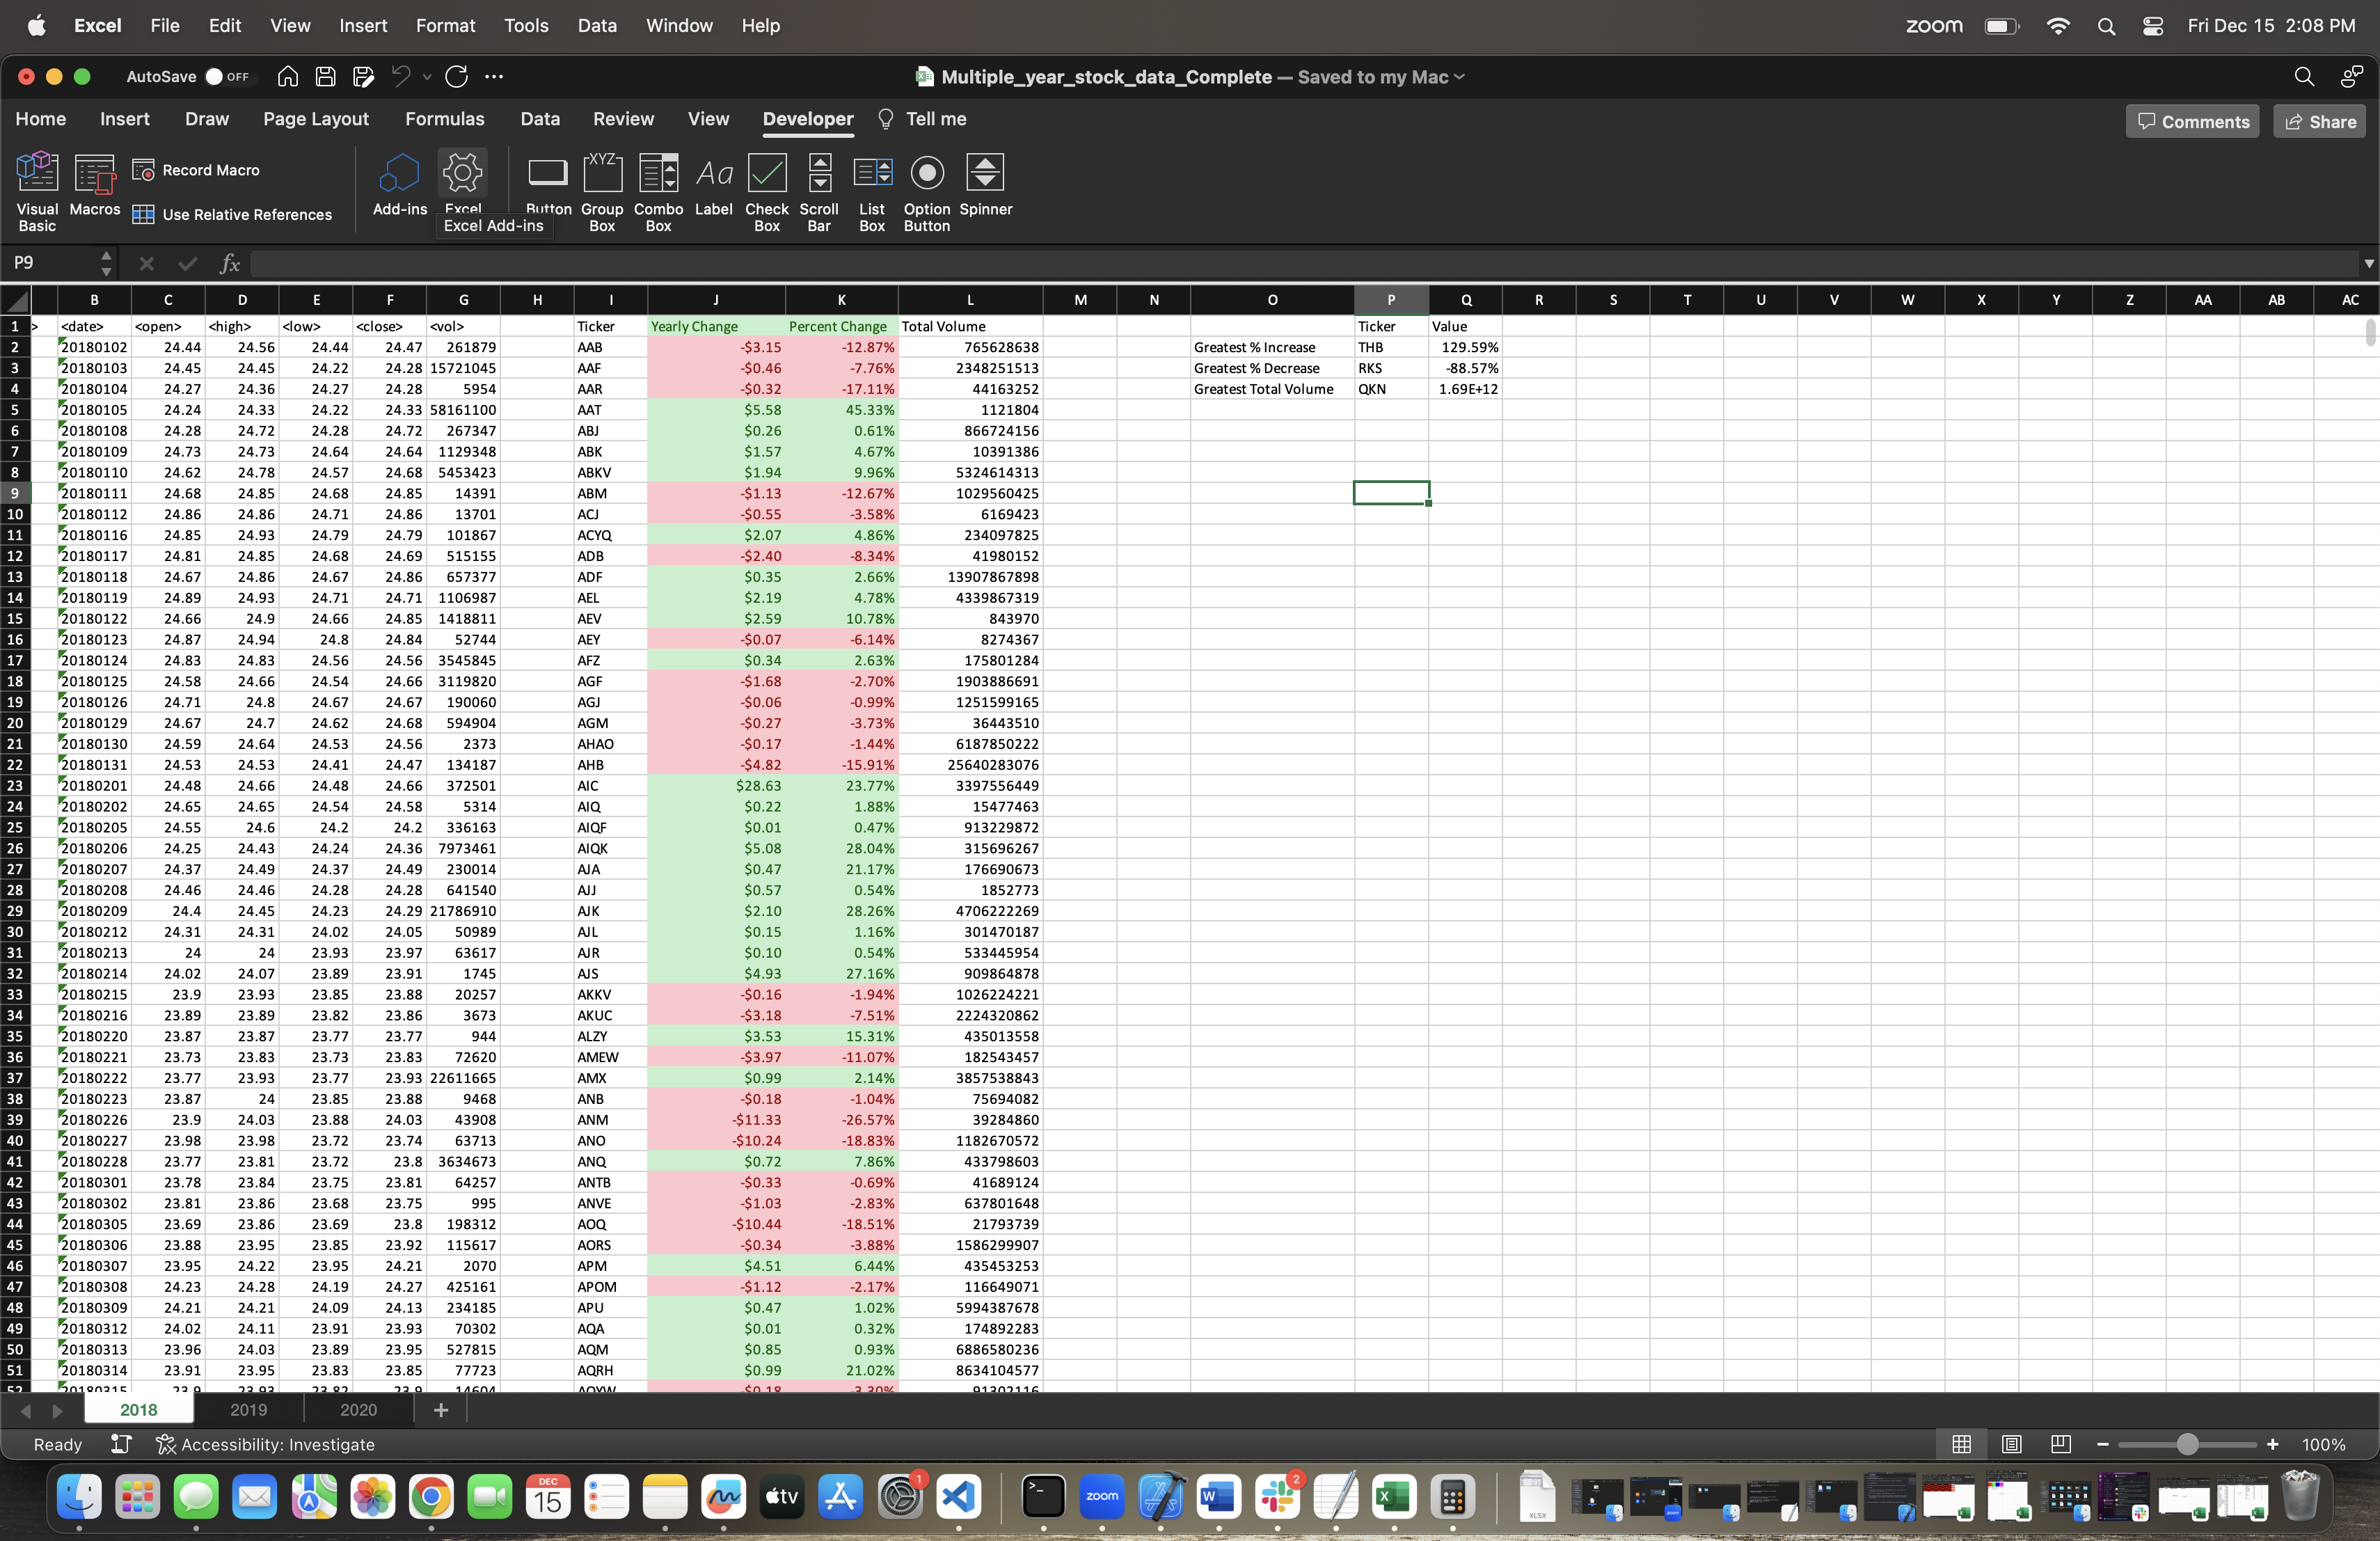 Excel File Edit View Insert Format Tools Data Window Help zoom Fri Dec 15 2:08 PM
AutoSave OFF Multiple_year_stock_data_Complete — Saved to my Mac
Home Insert Draw Page Layout Formulas Data Review View Developer Tell me Comments Share
Visual Basic Macros Record Macro Use Relative References Add-ins Excel Button Group Box Combo Box Label Check Box Scroll Bar List Box Option Button Spinner
XYZ Aa
Excel Add-ins
P9 fx
B C D E F G H I J K L M N O P Q R S T U V W X Y Z AA AB AC
1 > <date> <open> <high> <low> <close> <vol> Ticker Yearly Change Percent Change Total Volume Ticker Value
2 20180102 24.44 24.56 24.44 24.47 261879 AAB -$3.15 -12.87% 765628638 Greatest % Increase THB 129.59%
3 20180103 24.45 24.45 24.22 24.28 15721045 AAF -$0.46 -7.76% 2348251513 Greatest % Decrease RKS -88.57%
4 20180104 24.27 24.36 24.27 24.28 5954 AAR -$0.32 -17.11% 44163252 Greatest Total Volume QKN 1.69E+12
5 20180105 24.24 24.33 24.22 24.33 58161100 AAT $5.58 45.33% 1121804
6 20180108 24.28 24.72 24.28 24.72 267347 ABJ $0.26 0.61% 866724156
7 20180109 24.73 24.73 24.64 24.64 1129348 ABK $1.57 4.67% 10391386
8 20180110 24.62 24.78 24.57 24.68 5453423 ABKV $1.94 9.96% 5324614313
9 20180111 24.68 24.85 24.68 24.85 14391 ABM -$1.13 -12.67% 1029560425
10 20180112 24.86 24.86 24.71 24.86 13701 ACJ -$0.55 -3.58% 6169423
11 20180116 24.85 24.93 24.79 24.79 101867 ACYQ $2.07 4.86% 234097825
12 20180117 24.81 24.85 24.68 24.69 515155 ADB -$2.40 -8.34% 41980152
13 20180118 24.67 24.86 24.67 24.86 657377 ADF $0.35 2.66% 13907867898
14 20180119 24.89 24.93 24.71 24.71 1106987 AEL $2.19 4.78% 4339867319
15 20180122 24.66 24.9 24.66 24.85 1418811 AEV $2.59 10.78% 843970
16 20180123 24.87 24.94 24.8 24.84 52744 AEY -$0.07 -6.14% 8274367
17 20180124 24.83 24.83 24.56 24.56 3545845 AFZ $0.34 2.63% 175801284
18 20180125 24.58 24.66 24.54 24.66 3119820 AGF -$1.68 -2.70% 1903886691
19 20180126 24.71 24.8 24.67 24.67 190060 AGJ -$0.06 -0.99% 1251599165
20 20180129 24.67 24.7 24.62 24.68 594904 AGM -$0.27 -3.73% 36443510
21 20180130 24.59 24.64 24.53 24.56 2373 AHAO -$0.17 -1.44% 6187850222
22 20180131 24.53 24.53 24.41 24.47 134187 AHB -$4.82 -15.91% 25640283076
23 20180201 24.48 24.66 24.48 24.66 372501 AIC $28.63 23.77% 3397556449
24 20180202 24.65 24.65 24.54 24.58 5314 AIQ $0.22 1.88% 15477463
25 20180205 24.55 24.6 24.2 24.2 336163 AIQF $0.01 0.47% 913229872
26 20180206 24.25 24.43 24.24 24.36 7973461 AIQK $5.08 28.04% 315696267
27 20180207 24.37 24.49 24.37 24.49 230014 AJA $0.47 21.17% 176690673
28 20180208 24.46 24.46 24.28 24.28 641540 AJJ $0.57 0.54% 1852773
29 20180209 24.4 24.45 24.23 24.29 21786910 AJK $2.10 28.26% 4706222269
30 20180212 24.31 24.31 24.02 24.05 50989 AJL $0.15 1.16% 301470187
31 20180213 24 24 23.93 23.97 63617 AJR $0.10 0.54% 533445954
32 20180214 24.02 24.07 23.89 23.91 1745 AJS $4.93 27.16% 909864878
33 20180215 23.9 23.93 23.85 23.88 20257 AKKV -$0.16 -1.94% 1026224221
34 20180216 23.89 23.89 23.82 23.86 3673 AKUC -$3.18 -7.51% 2224320862
35 20180220 23.87 23.87 23.77 23.77 944 ALZY $3.53 15.31% 435013558
36 20180221 23.73 23.83 23.73 23.83 72620 AMEW -$3.97 -11.07% 182543457
37 20180222 23.77 23.93 23.77 23.93 22611665 AMX $0.99 2.14% 3857538843
38 20180223 23.87 24 23.85 23.88 9468 ANB -$0.18 -1.04% 75694082
39 20180226 23.9 24.03 23.88 24.03 43908 ANM -$11.33 -26.57% 39284860
40 20180227 23.98 23.98 23.72 23.74 63713 ANO -$10.24 -18.83% 1182670572
41 20180228 23.77 23.81 23.72 23.8 3634673 ANQ $0.72 7.86% 433798603
42 20180301 23.78 23.84 23.75 23.81 64257 ANTB -$0.33 -0.69% 41689124
43 20180302 23.81 23.86 23.68 23.75 995 ANVE -$1.03 -2.83% 637801648
44 20180305 23.69 23.86 23.69 23.8 198312 AOQ -$10.44 -18.51% 21793739
45 20180306 23.88 23.95 23.85 23.92 115617 AORS -$0.34 -3.88% 1586299907
46 20180307 23.95 24.22 23.95 24.21 2070 APM $4.51 6.44% 435453253
47 20180308 24.23 24.28 24.19 24.27 425161 APOM -$1.12 -2.17% 116649071
48 20180309 24.21 24.21 24.09 24.13 234185 APU $0.47 1.02% 5994387678
49 20180312 24.02 24.11 23.91 23.93 70302 AQA $0.01 0.32% 174892283
50 20180313 23.96 24.03 23.89 23.95 527815 AQM $0.85 0.93% 6886580236
51 20180314 23.91 23.95 23.83 23.85 77723 AQRH $0.99 21.02% 8634104577
52 20180315 23.9 23.93 23.82 23.9 14604 AQYW -$0.18 -3.30% 91302116
2018 2019 2020 +
Ready Accessibility: Investigate 100%
DEC 15 tv 1 zoom W 2 X XLSX